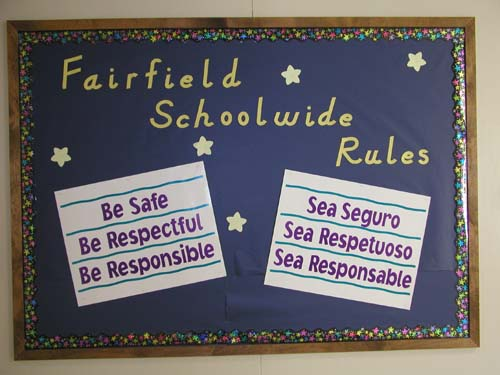 Fairfield
Schoolwide
Rules
Be Safe
Be Respectful
Be Responsible
Sea Seguro
Sea Respetuoso
Sea Responsable